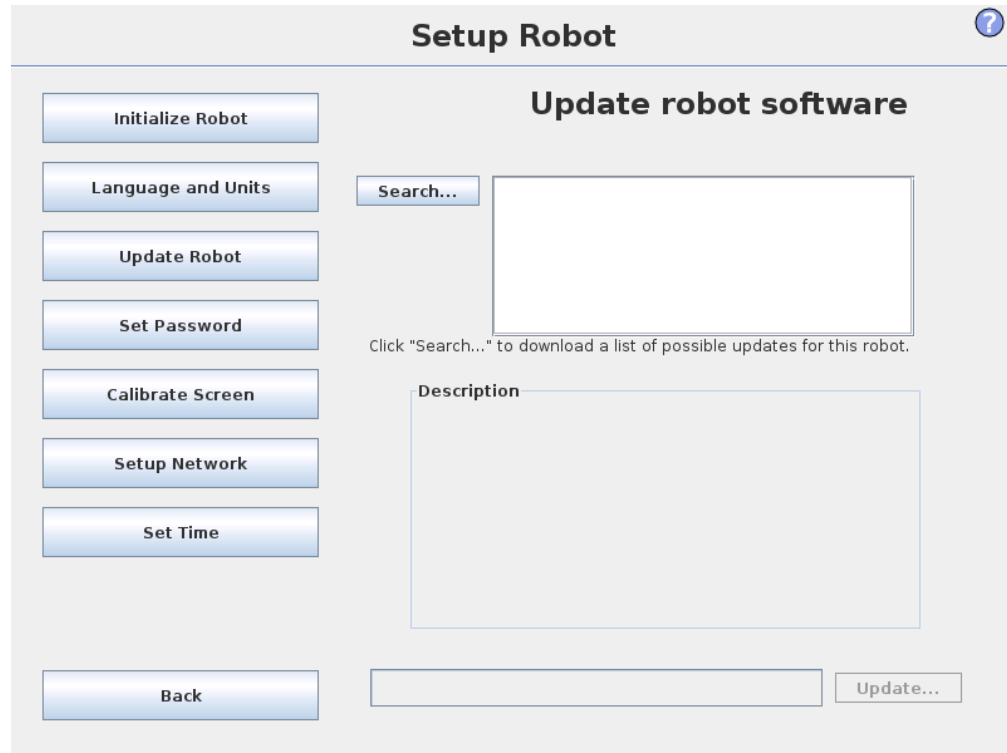 Setup Robot
?
Initialize Robot
Language and Units
Update Robot
Set Password
Calibrate Screen
Setup Network
Set Time
Back
Update robot software
Search...
Click "Search..." to download a list of possible updates for this robot.
Description
Update...